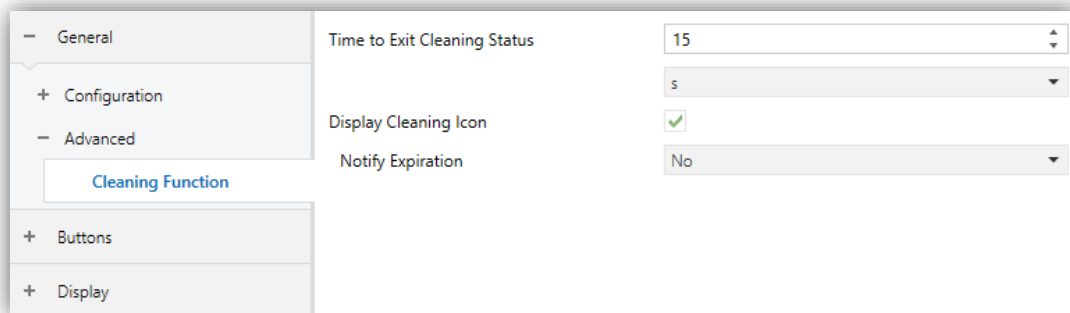 − General
+ Configuration
− Advanced
Cleaning Function
+ Buttons
+ Display
Time to Exit Cleaning Status
15
s
Display Cleaning Icon
Notify Expiration
No